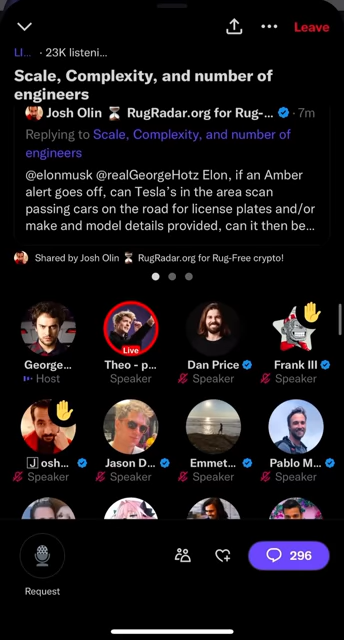 Leave
LI... · 23K listeni...
Scale, Complexity, and number of
engineers
Josh Olin ⌛ RugRadar.org for Rug-... · 7m
Replying to Scale, Complexity, and number of
engineers
@elonmusk @realGeorgeHotz Elon, if an Amber
alert goes off, can Tesla's in the area scan
passing cars on the road for license plates and/or
make and model details provided, can it then be...
Shared by Josh Olin ⌛ RugRadar.org for Rug-Free crypto!
Live
George... Theo - p... Dan Price Frank III
Host Speaker Speaker Speaker
🄹osh... Jason D... Emmet... Pablo M...
Speaker Speaker Speaker Speaker
296
Request